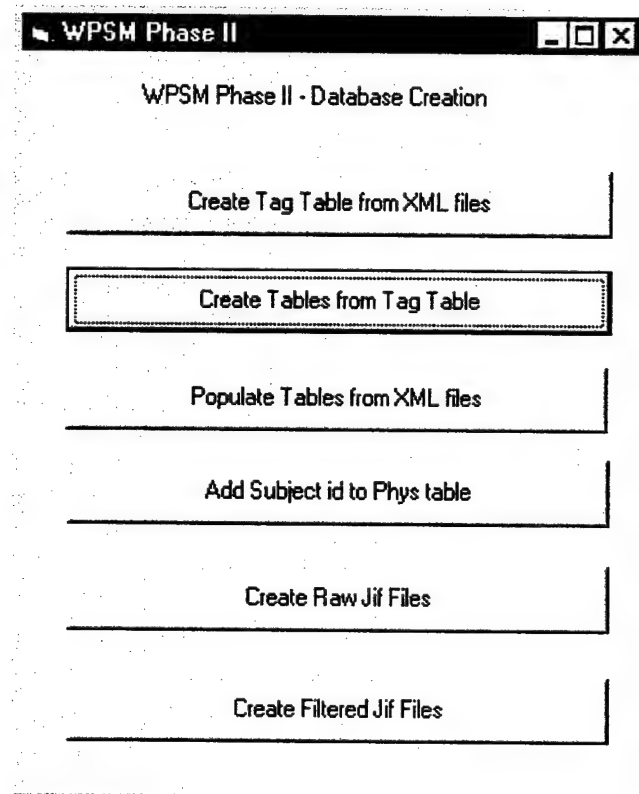 WPSM Phase II
WPSM Phase II - Database Creation
Create Tag Table from XML files
Create Tables from Tag Table
Populate Tables from XML files
Add Subject id to Phys table
Create Raw Jif Files
Create Filtered Jif Files